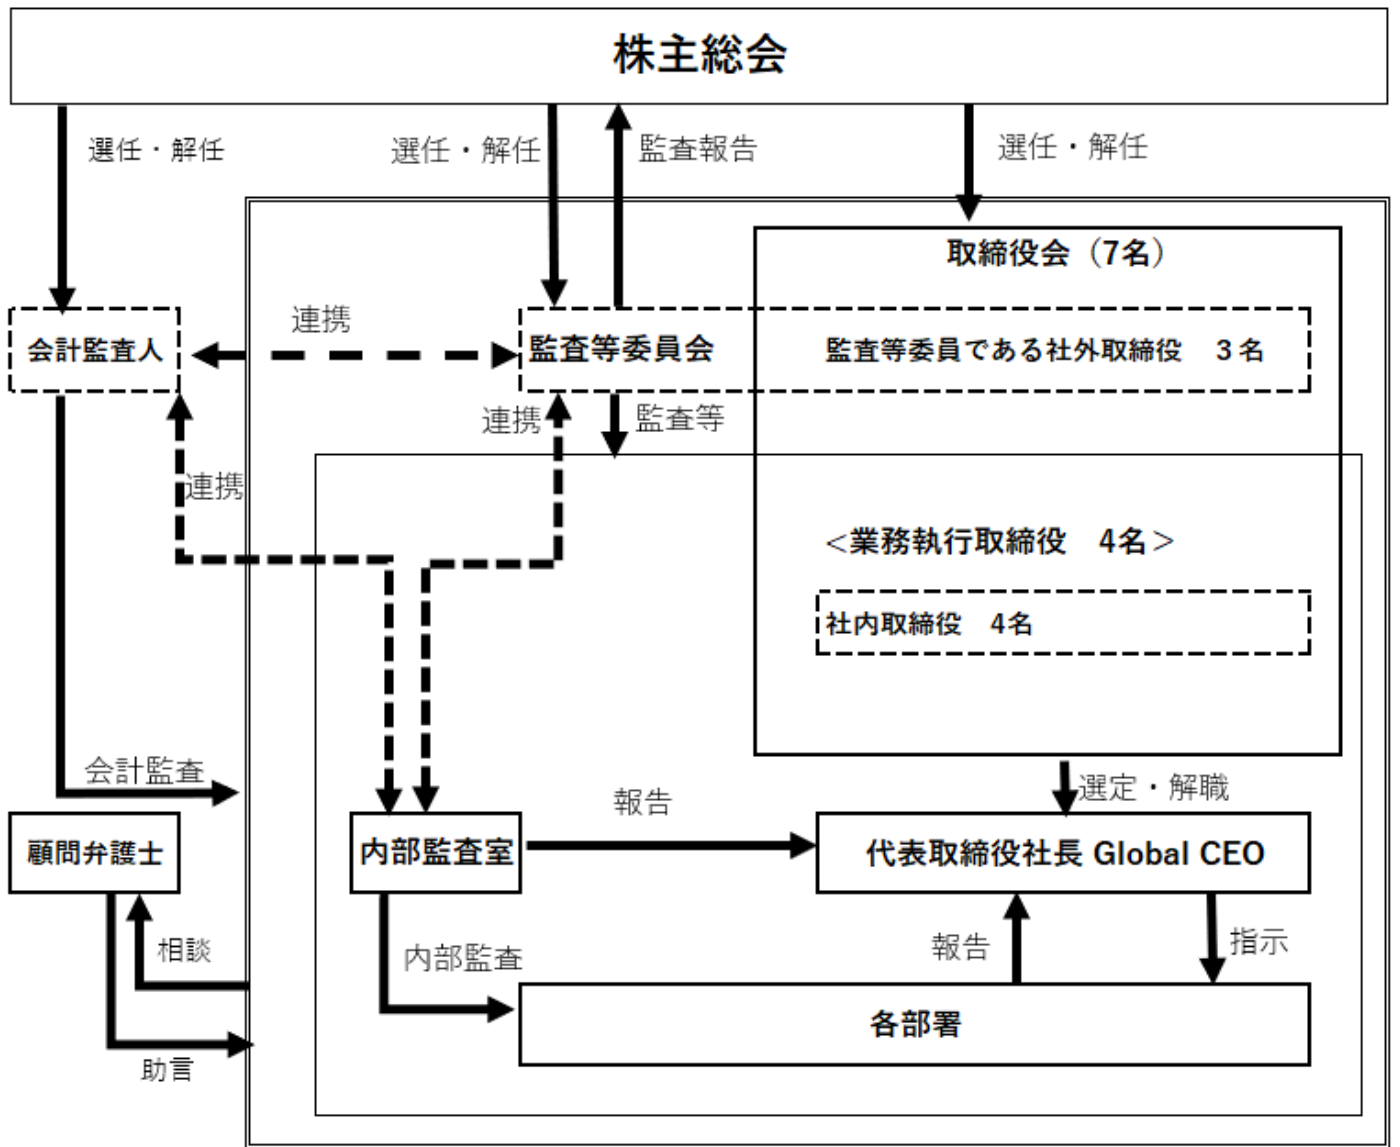 株主総会
選任・解任
選任・解任
監査報告
選任・解任
取締役会（7名）
会計監査人
連携
監査等委員会
監査等委員である社外取締役　３名
連携
監査等
連携
＜業務執行取締役　4名＞
社内取締役　4名
会計監査
選定・解職
顧問弁護士
内部監査室
報告
代表取締役社長 Global CEO
相談
内部監査
報告
指示
各部署
助言